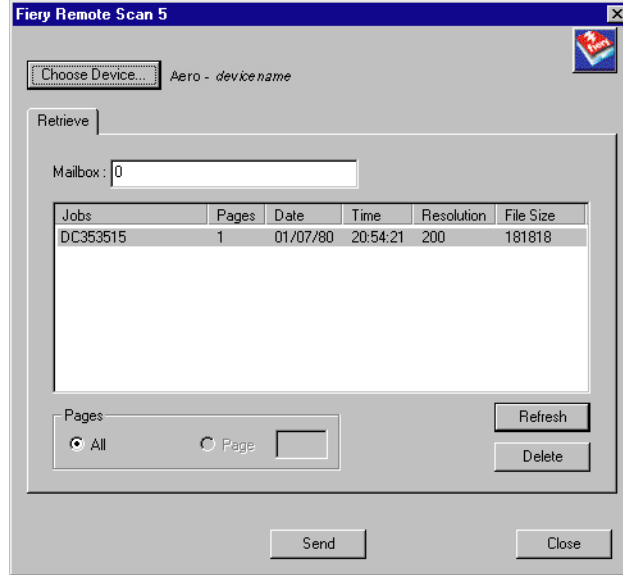 Fiery Remote Scan 5
fiery
Choose Device... Aero - devicename
Retrieve
Mailbox : 0
Jobs Pages Date Time Resolution File Size
DC353515 1 01/07/80 20:54:21 200 181818
Pages
All Page
Refresh
Delete
Send Close